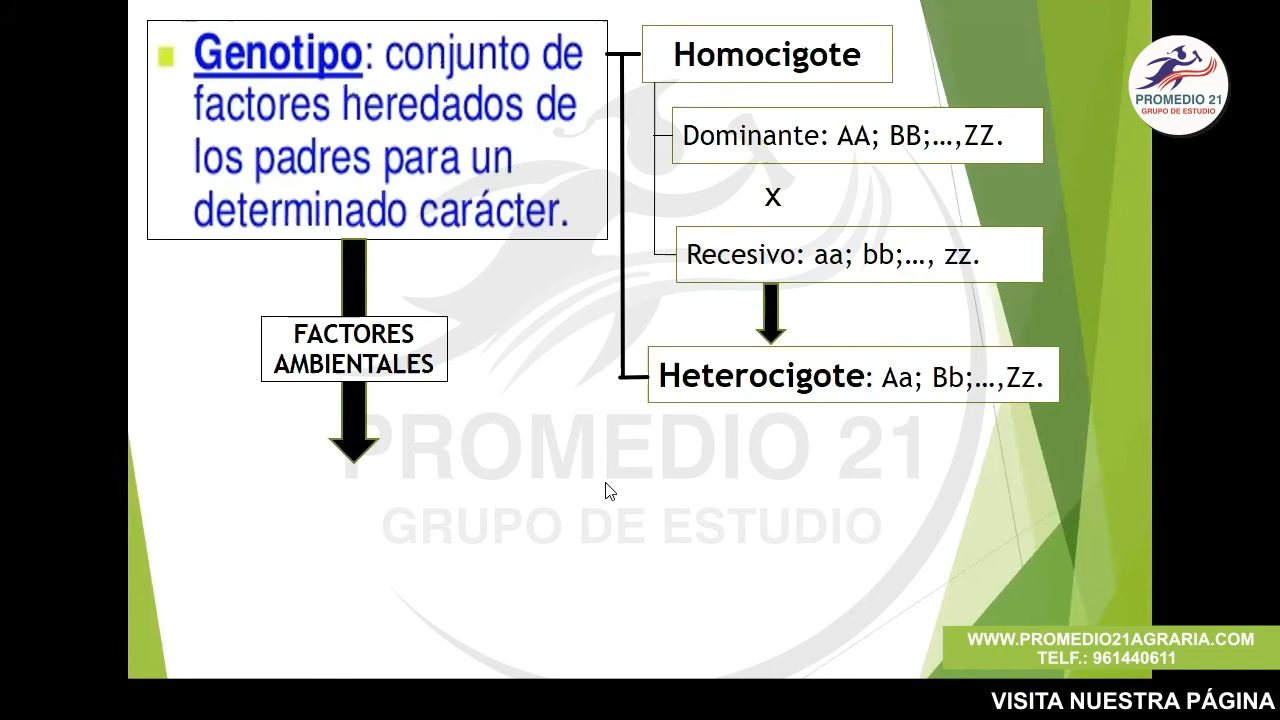 Genotipo: conjunto de
factores heredados de
los padres para un
determinado carácter.
Homocigote
Dominante: AA; BB;…,ZZ.
X
Recesivo: aa; bb;…, zz.
Heterocigote: Aa; Bb;…,Zz.
FACTORES
AMBIENTALES
PROMEDIO 21
GRUPO DE ESTUDIO
PROMEDIO 21
GRUPO DE ESTUDIO
WWW.PROMEDIO21AGRARIA.COM
TELF.: 961440611
VISITA NUESTRA PÁGINA